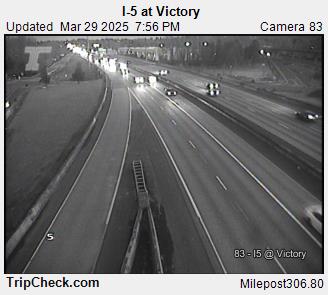 I-5 at Victory
Updated Mar 29 2025 7:56 PM Camera 83
T
S
83 - I5 @ Victory
TripCheck.com Milepost306.80